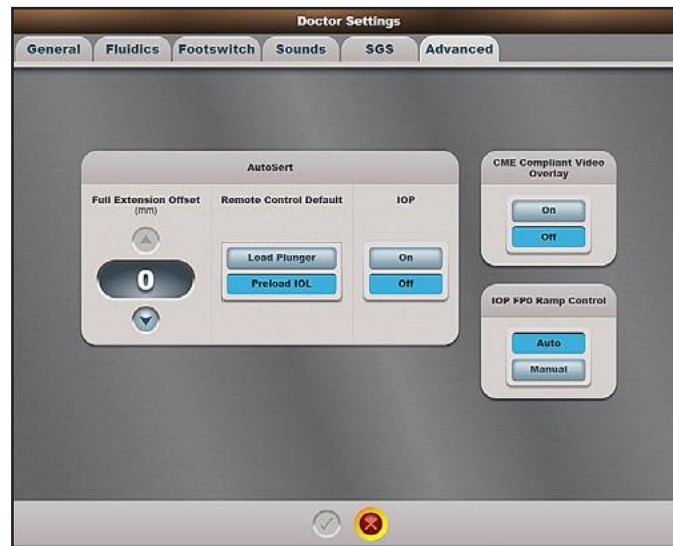 Doctor Settings
General Fluidics Footswitch Sounds SGS Advanced
AutoSert
Full Extension Offset
(mm)
0
Remote Control Default
Load Plunger
Preload IOL
IOP
On
Off
CME Compliant Video
Overlay
On
Off
IOP FP0 Ramp Control
Auto
Manual